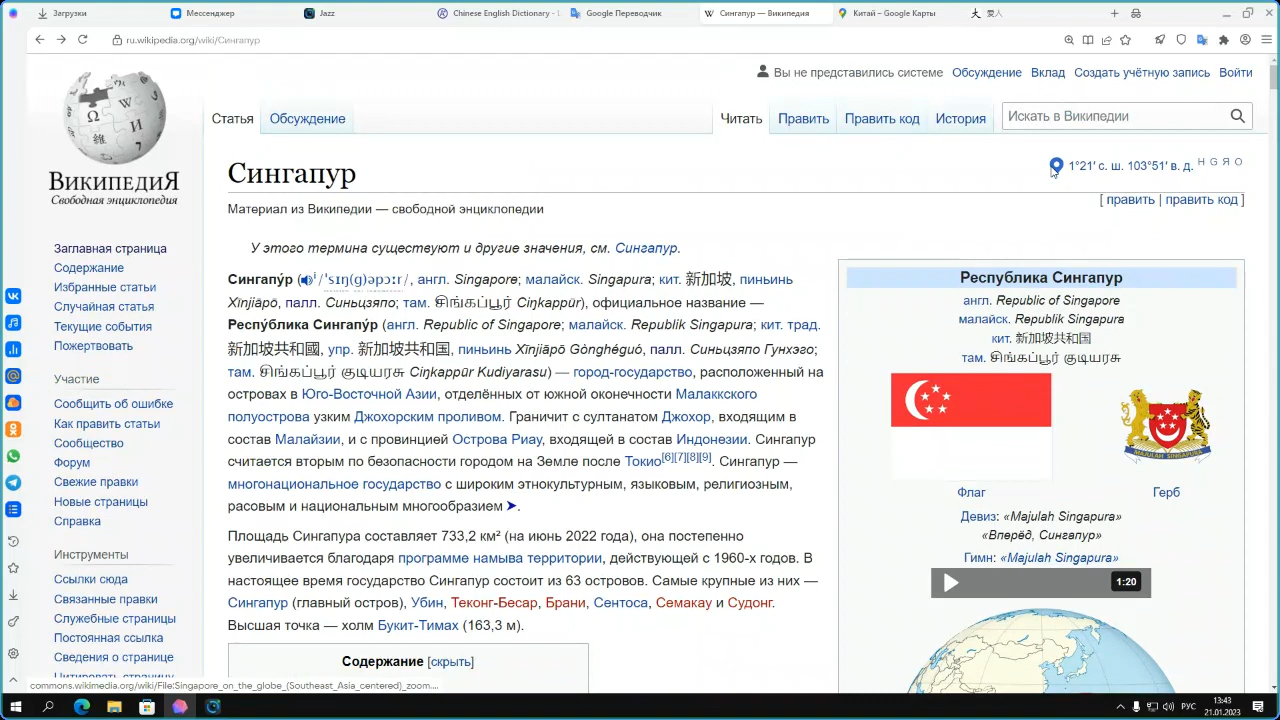 Загрузки
Мессенджер
Jazz
Chinese English Dictionary - L
Google Переводчик
Сингапур — Википедия
Китай – Google Карты
爱人
ru.wikipedia.org/wiki/Сингапур
Вы не представились системе Обсуждение Вклад Создать учётную запись Войти
Статья Обсуждение Читать Править Править код История Искать в Википедии
ВикипедиЯ
Свободная энциклопедия
Заглавная страница
Содержание
Избранные статьи
Случайная статья
Текущие события
Пожертвовать
Участие
Сообщить об ошибке
Как править статьи
Сообщество
Форум
Свежие правки
Новые страницы
Справка
Инструменты
Ссылки сюда
Связанные правки
Служебные страницы
Постоянная ссылка
Сведения о странице
Цитировать страницу
Сингапур
1°21′ с. ш. 103°51′ в. д. H G Я O
Материал из Википедии — свободной энциклопедии
[ править | править код ]
У этого термина существуют и другие значения, см. Сингапур.
Сингапу́р (i/ˈsɪŋ(ɡ)əpɔːr/, англ. Singapore; малайск. Singapura; кит. 新加坡, пиньинь
Xīnjiāpō, палл. Синьцзяпо; там. சிங்கப்பூர் Ciṅkappūr), официальное название —
Респу́блика Сингапу́р (англ. Republic of Singapore; малайск. Republik Singapura; кит. трад.
新加坡共和國, упр. 新加坡共和国, пиньинь Xīnjiāpō Gònghéguó, палл. Синьцзяпо Гунхэго;
там. சிங்கப்பூர் குடியரசு Ciṅkappūr Kudiyarasu) — город-государство, расположенный на
островах в Юго-Восточной Азии, отделённых от южной оконечности Малаккского
полуострова узким Джохорским проливом. Граничит с султанатом Джохор, входящим в
состав Малайзии, и с провинцией Острова Риау, входящей в состав Индонезии. Сингапур
считается вторым по безопасности городом на Земле после Токио[6][7][8][9]. Сингапур —
многонациональное государство с широким этнокультурным, языковым, религиозным,
расовым и национальным многообразием ➤.
Площадь Сингапура составляет 733,2 км² (на июнь 2022 года), она постепенно
увеличивается благодаря программе намыва территории, действующей с 1960-х годов. В
настоящее время государство Сингапур состоит из 63 островов. Самые крупные из них —
Сингапур (главный остров), Убин, Теконг-Бесар, Брани, Сентоса, Семакау и Судонг.
Высшая точка — холм Букит-Тимах (163,3 м).
Содержание [скрыть]
Республика Сингапур
англ. Republic of Singapore
малайск. Republik Singapura
кит. 新加坡共和国
там. சிங்கப்பூர் குடியரசு
MAJULAH SINGAPURA
Флаг Герб
Девиз: «Majulah Singapura»
«Вперёд, Сингапур»
Гимн: «Majulah Singapura»
1:20
commons.wikimedia.org/wiki/File:Singapore_on_the_globe_(Southeast_Asia_centered)_zoom....
РУС
13:43
21.01.2023